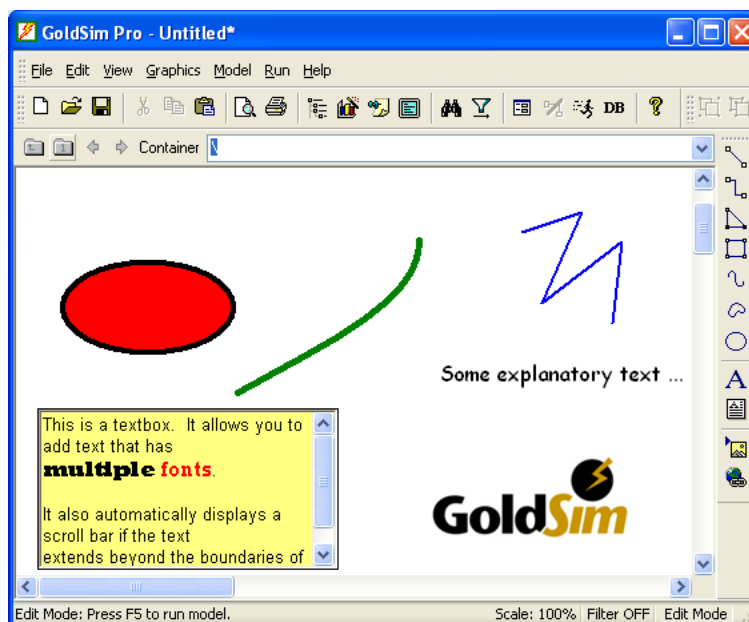 GoldSim Pro - Untitled*
File Edit View Graphics Model Run Help
DB ?
Container \
Some explanatory text ...
A
This is a textbox. It allows you to
add text that has
multiple fonts.
It also automatically displays a
scroll bar if the text
extends beyond the boundaries of
GoldSim
Edit Mode: Press F5 to run model. Scale: 100% Filter OFF Edit Mode